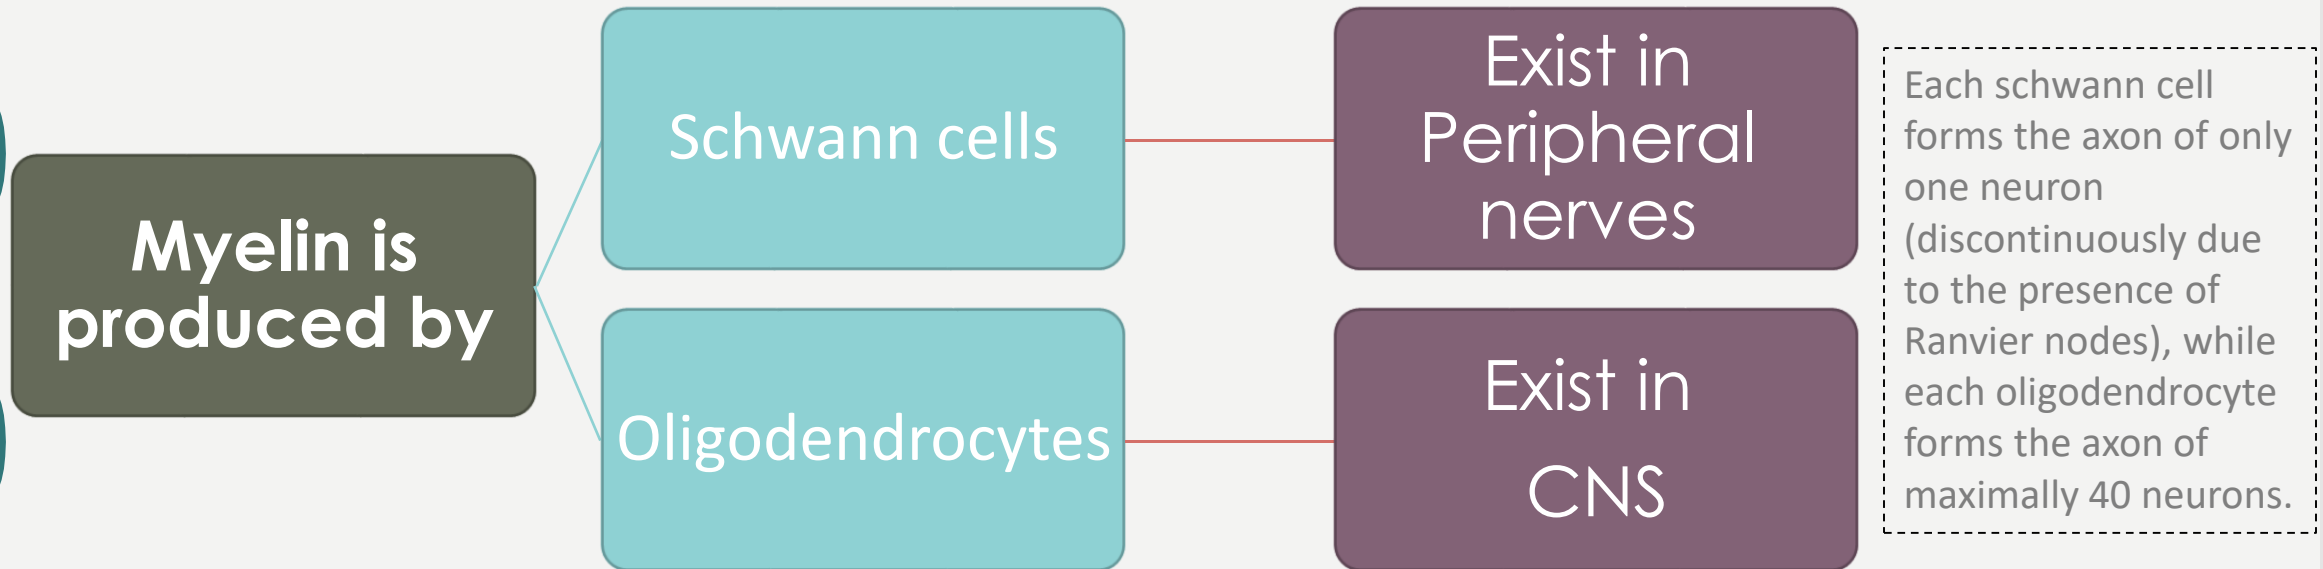 Myelin is
produced by
Schwann cells
Exist in
Peripheral
nerves
Oligodendrocytes
Exist in
CNS
Each schwann cell
forms the axon of only
one neuron
(discontinuously due
to the presence of
Ranvier nodes), while
each oligodendrocyte
forms the axon of
maximally 40 neurons.